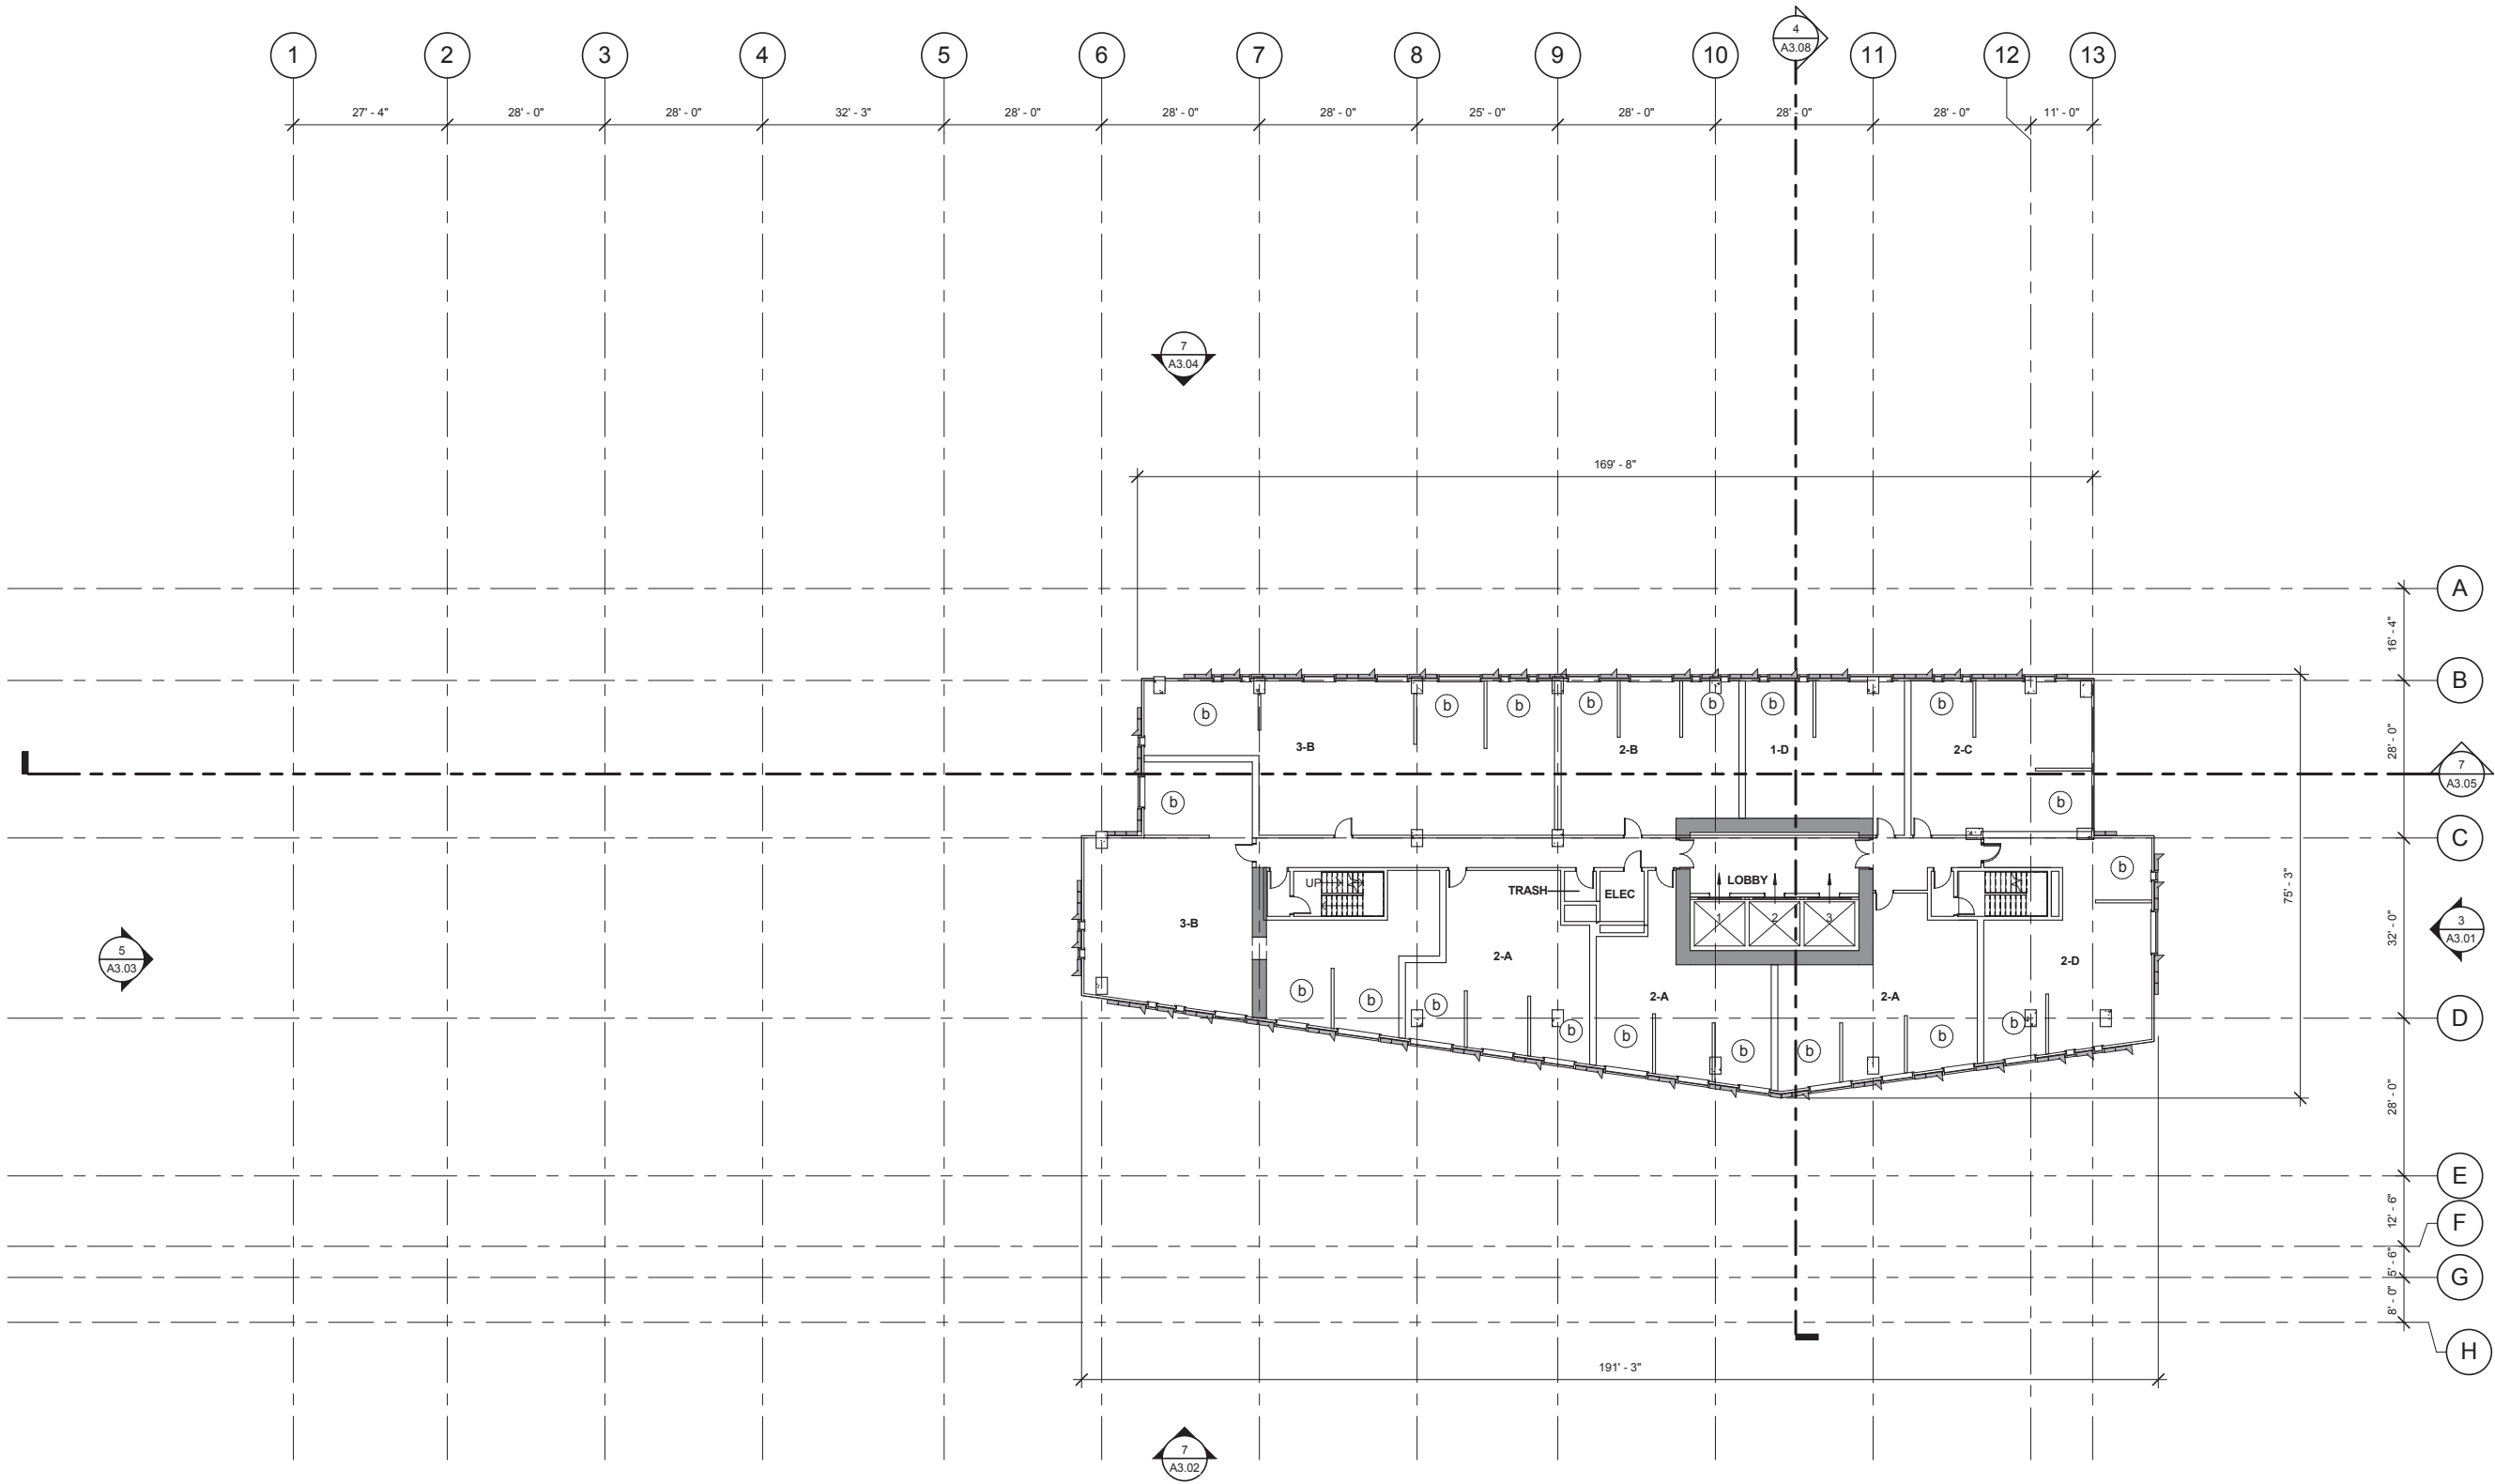 4
A3.08
1 2 3 4 5 6 7 8 9 10 11 12 13
27' - 4" 28' - 0" 28' - 0" 32' - 3" 28' - 0" 28' - 0" 28' - 0" 25' - 0" 28' - 0" 28' - 0" 28' - 0" 11' - 0"
7
A3.04
169' - 8"
A
16' - 4"
B
b b b b b b b
3-B 2-B 1-D 2-C
28' - 0"
7
A3.05
b b
C
b
UP
TRASH
ELEC
LOBBY
1 2 3
75' - 3"
3-B
2-A
2-D
32' - 0"
3
A3.01
5
A3.03
2-A 2-A
b b b b b b b b b
D
28' - 0"
E
12' - 6"
F
5' - 6"
G
8' - 0"
H
191' - 3"
7
A3.02